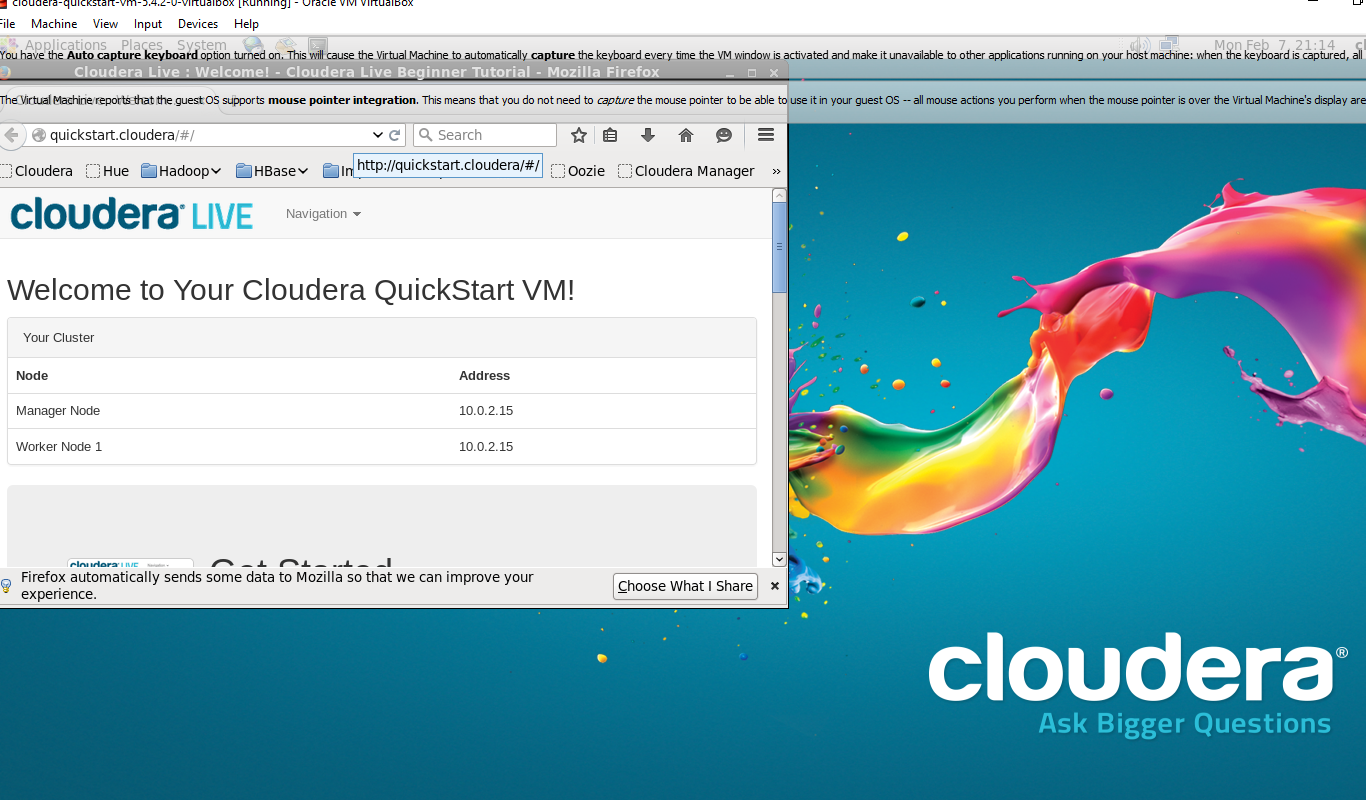 cloudera-quickstart-vm-5.4.2-0-virtualbox [Running] - Oracle VM VirtualBox
File Machine View Input Devices Help
Applications Places System Mon Feb 7, 21:14 cl
You have the Auto capture keyboard option turned on. This will cause the Virtual Machine to automatically capture the keyboard every time the VM window is activated and make it unavailable to other applications running on your host machine: when the keyboard is captured, all
Cloudera Live : Welcome! - Cloudera Live Beginner Tutorial - Mozilla Firefox
The Virtual Machine reports that the guest OS supports mouse pointer integration. This means that you do not need to capture the mouse pointer to be able to use it in your guest OS -- all mouse actions you perform when the mouse pointer is over the Virtual Machine's display are
quickstart.cloudera/#/ Search
http://quickstart.cloudera/#/
Cloudera Hue Hadoop HBase Oozie Cloudera Manager »
cloudera LIVE Navigation
Welcome to Your Cloudera QuickStart VM!
Your Cluster
Node Address
Manager Node 10.0.2.15
Worker Node 1 10.0.2.15
cloudera LIVE Get Started
Firefox automatically sends some data to Mozilla so that we can improve your
experience.
Choose What I Share
cloudera®
Ask Bigger Questions